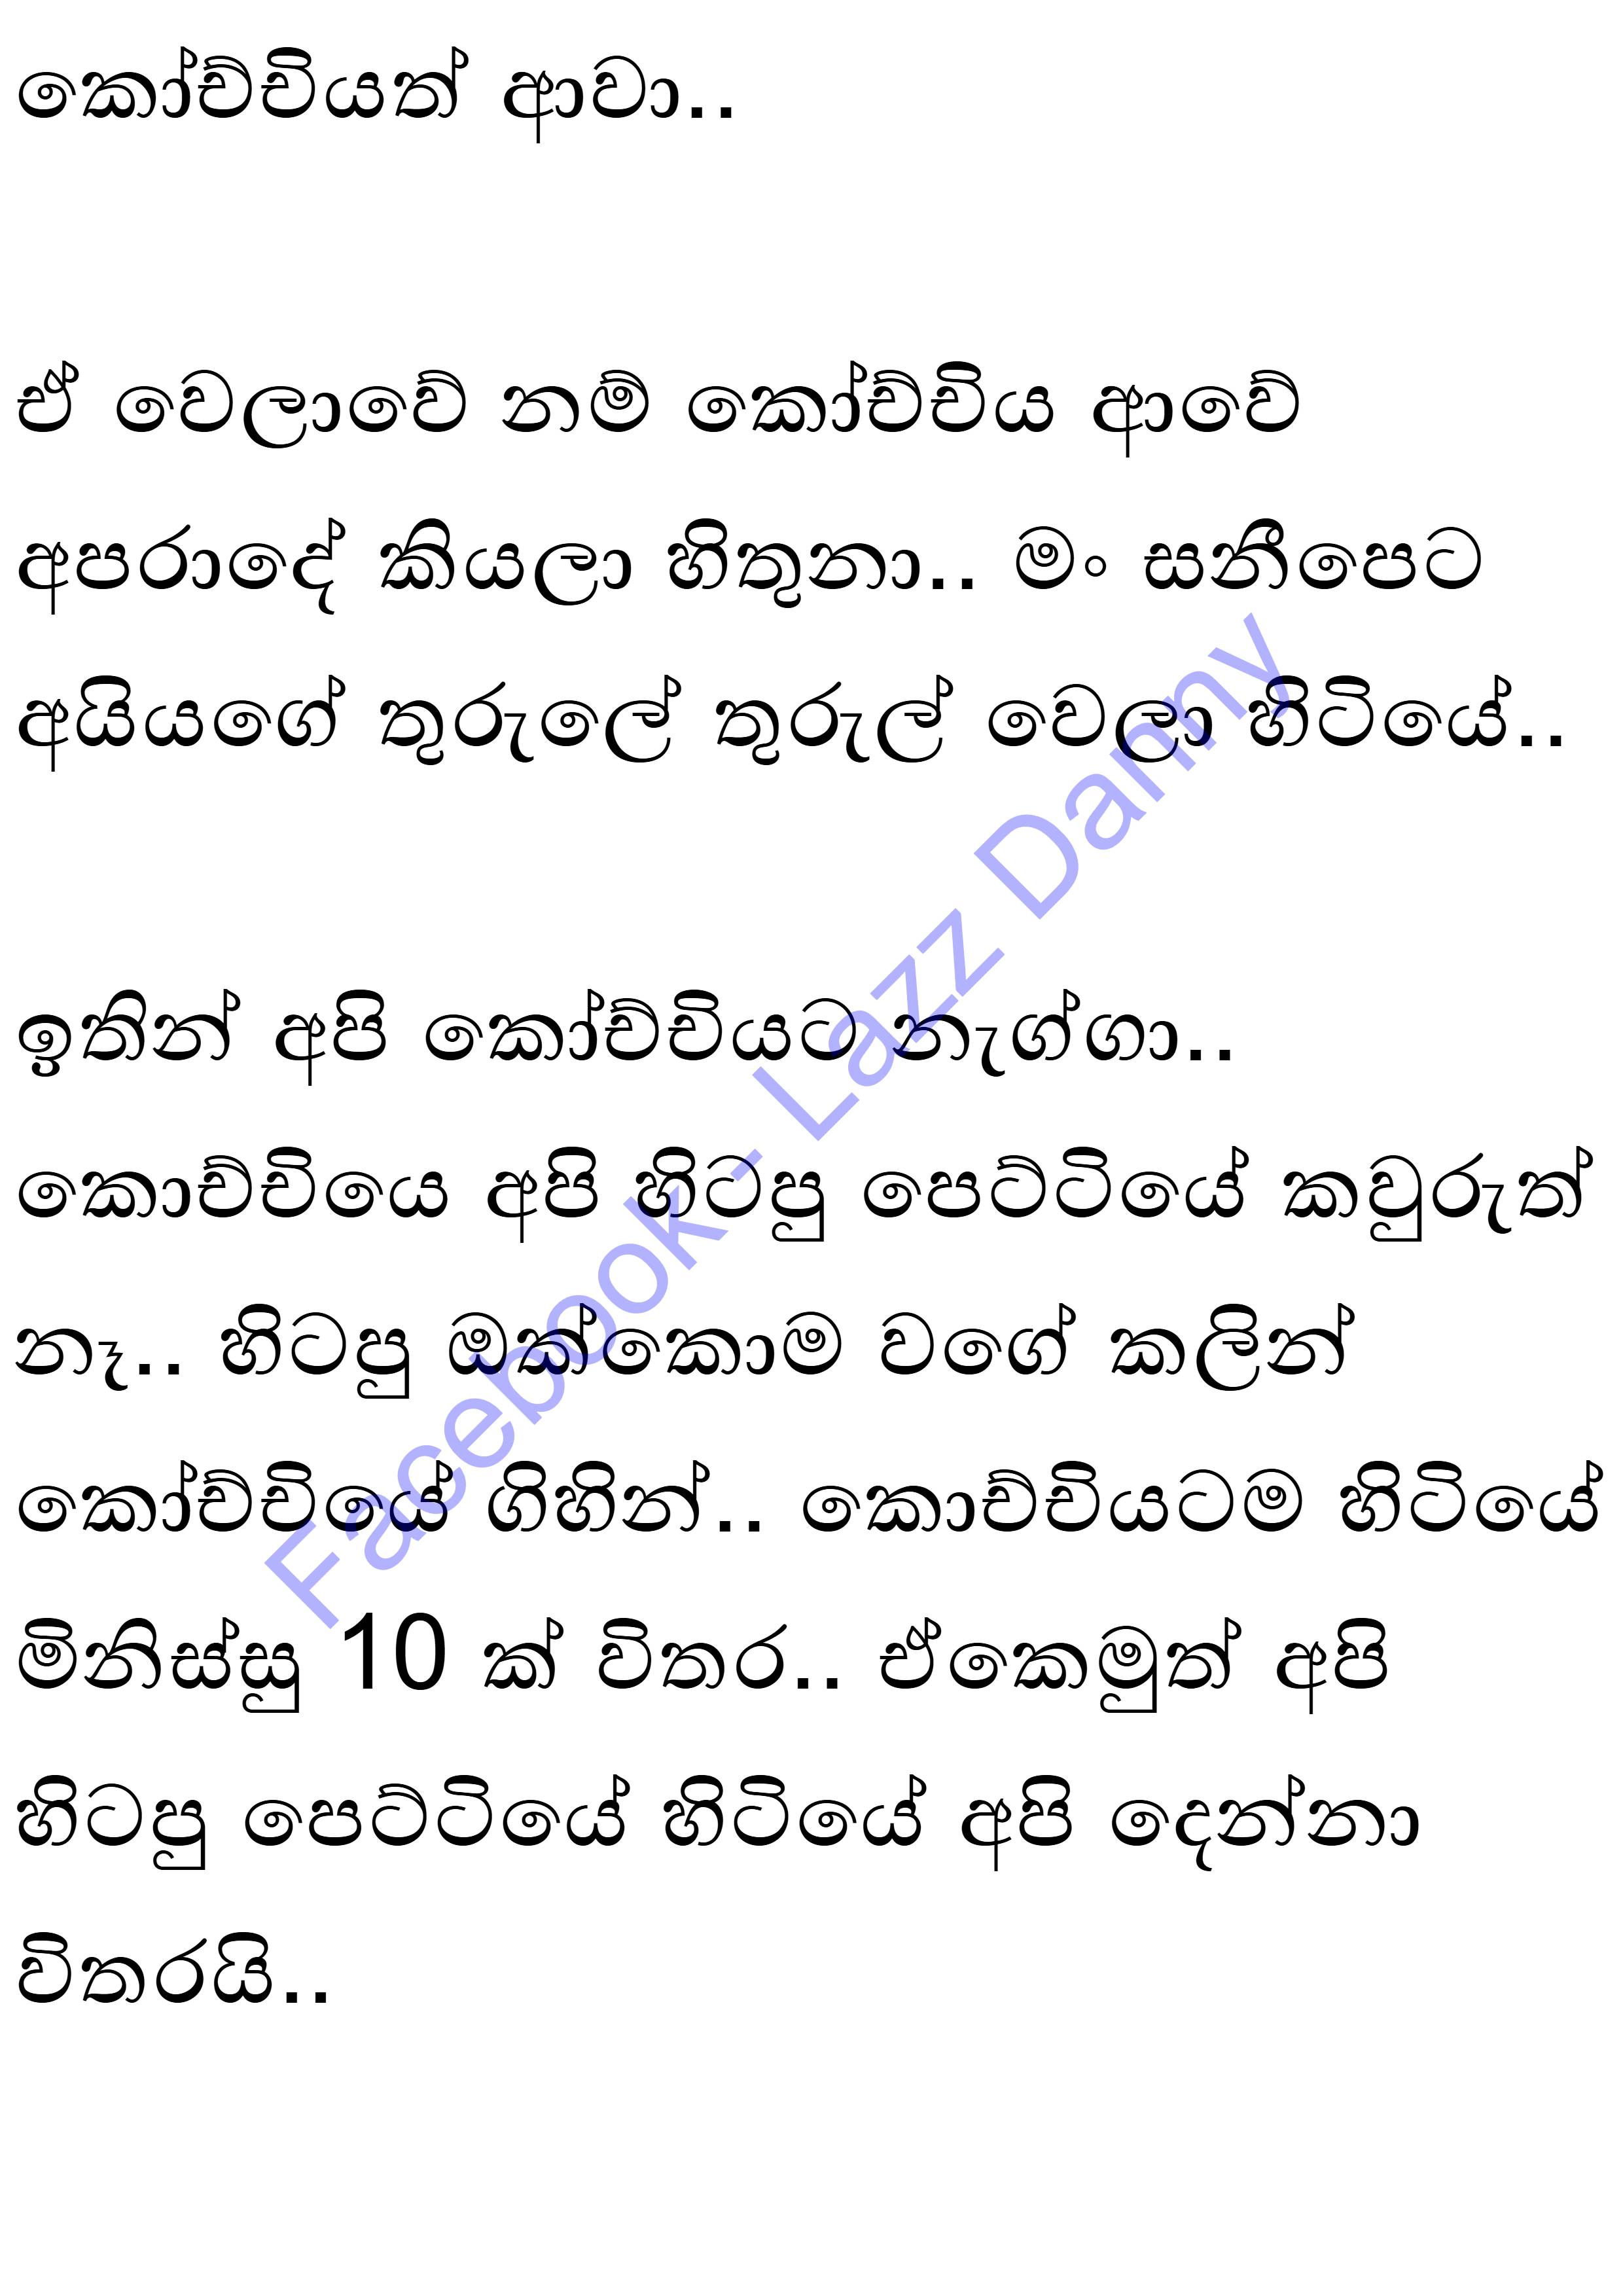 කෝච්චියත් ආවා..
ඒ වෙලාවේ නම් කෝච්චිය ආවේ
අපරාදේ කියලා හිතුනා.. මං සනීපෙට
අයියගේ තුරුලේ තුරුල් වෙලා හිටියේ..
ඉතින් අපි කෝච්චියට නැග්ගා..
කොච්චියෙ අපි හිටපු පෙට්ටියේ කවුරුත්
නෑ.. හිටපු ඔක්කොම වගේ කලින්
කෝච්චියේ ගිහින්.. කොච්චියටම හිටියේ
මිනිස්සු 10 ක් විතර.. ඒකෙමුත් අපි
හිටපු පෙට්ටියේ හිටියේ අපි දෙන්නා
විතරයි..
Facebook - Lazz Danny